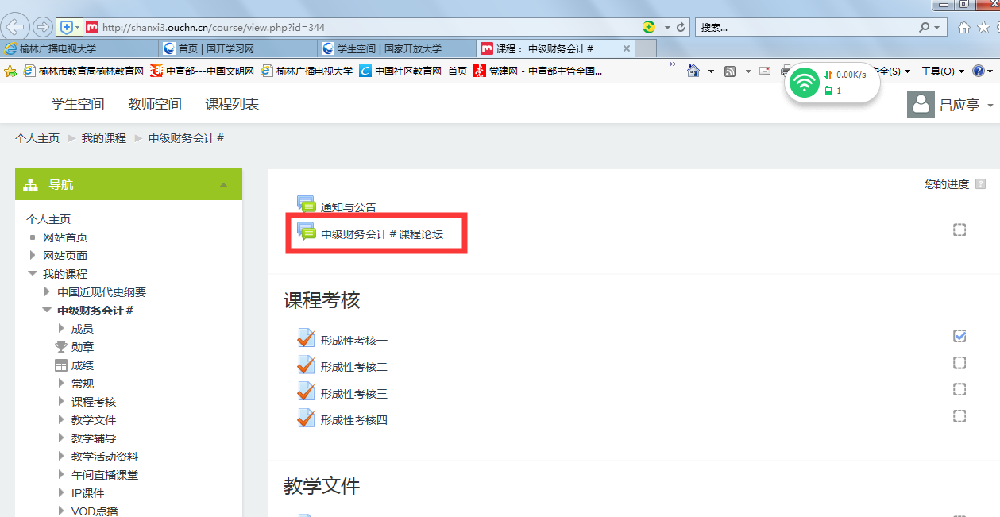 http://shanxi3.ouchn.cn/course/view.php?id=344
搜索...
榆林广播电视大学
首页 | 国开学习网
学生空间 | 国家开放大学
课程： 中级财务会计#
榆林市教育局榆林教育网
中宣部---中国文明网
榆林广播电视大学
中国社区教育网
首页
党建网 - 中宣部主管全国...
全(S)
工具(O)
0.00K/s
1
学生空间
教师空间
课程列表
吕应亭
个人主页
我的课程
中级财务会计#
导航
个人主页
网站首页
网站页面
我的课程
中国近现代史纲要
中级财务会计#
成员
勋章
成绩
常规
课程考核
教学文件
教学辅导
教学活动资料
午间直播课堂
IP课件
VOD点播
您的进度
通知与公告
中级财务会计#课程论坛
课程考核
形成性考核一
形成性考核二
形成性考核三
形成性考核四
教学文件